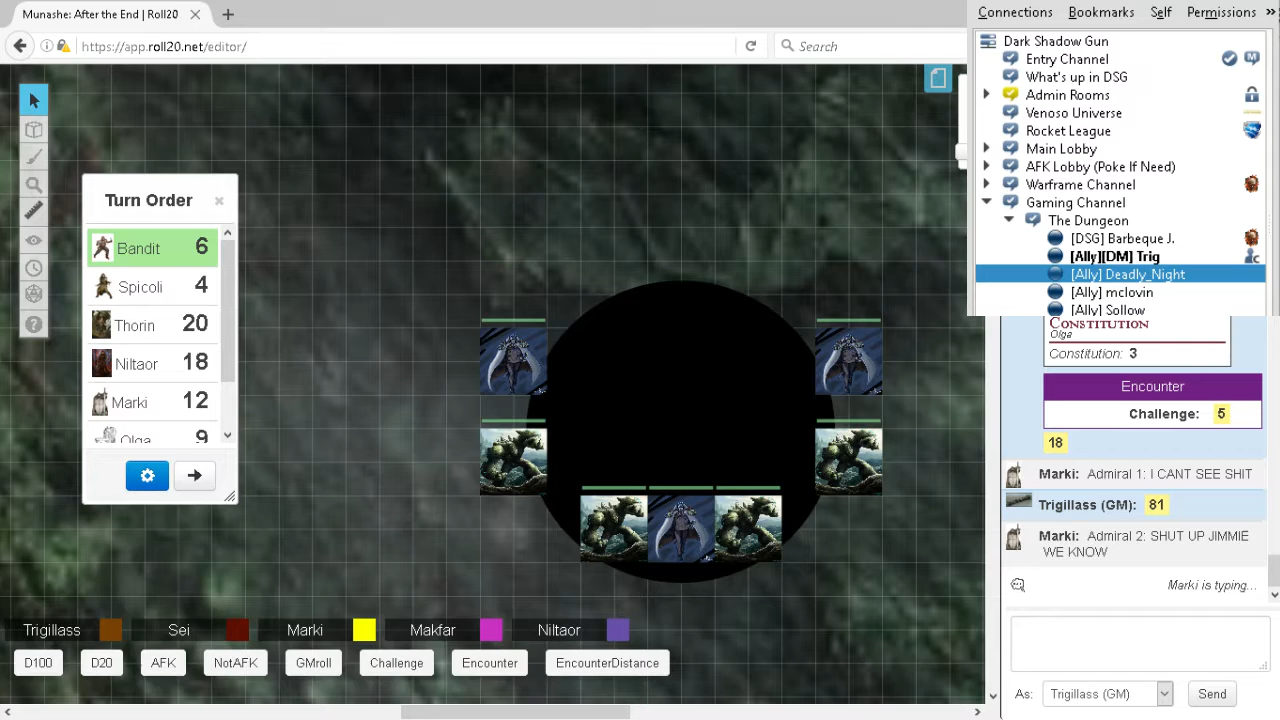 Munashe: After the End | Roll20
https://app.roll20.net/editor/
Search
Connections Bookmarks Self Permissions »
Dark Shadow Gun
Entry Channel
What's up in DSG
Admin Rooms
Venoso Universe
Rocket League
Main Lobby
AFK Lobby (Poke If Need)
Warframe Channel
Gaming Channel
The Dungeon
[DSG] Barbeque J.
[Ally][DM] Trig
[Ally] Deadly_Night
[Ally] mclovin
[Ally] Sollow
Turn Order
Bandit 6
Spicoli 4
Thorin 20
Niltaor 18
Marki 12
Olga 9
Constitution
Olga
Constitution: 3
Encounter
Challenge: 5
18
Marki: Admiral 1: I CANT SEE SHIT
Trigillass (GM): 81
Marki: Admiral 2: SHUT UP JIMMIE
WE KNOW
Marki is typing...
Trigillass Sei Marki Makfar Niltaor
D100 D20 AFK NotAFK GMroll Challenge Encounter EncounterDistance
As: Trigillass (GM) Send